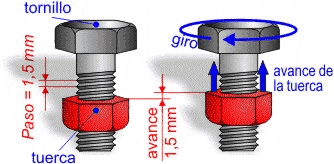 tornillo
Paso = 1,5 mm
tuerca
giro
avance de
la tuerca
avance
1,5 mm